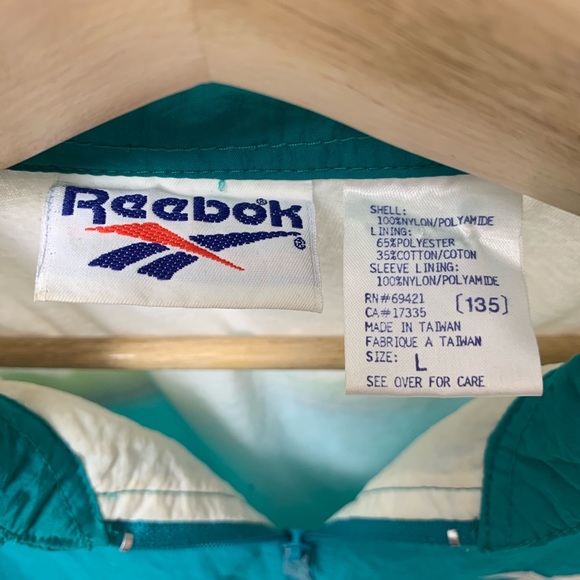 Reebok®
®
SHELL:
100%NYLON/POLYAMIDE
LINING:
65%POLYESTER
35%COTTON/COTON
SLEEVE LINING:
100%NYLON/POLYAMIDE
RN#69421 (135)
CA#17335
MADE IN TAIWAN
FABRIQUE A TAIWAN
SIZE: L
SEE OVER FOR CARE